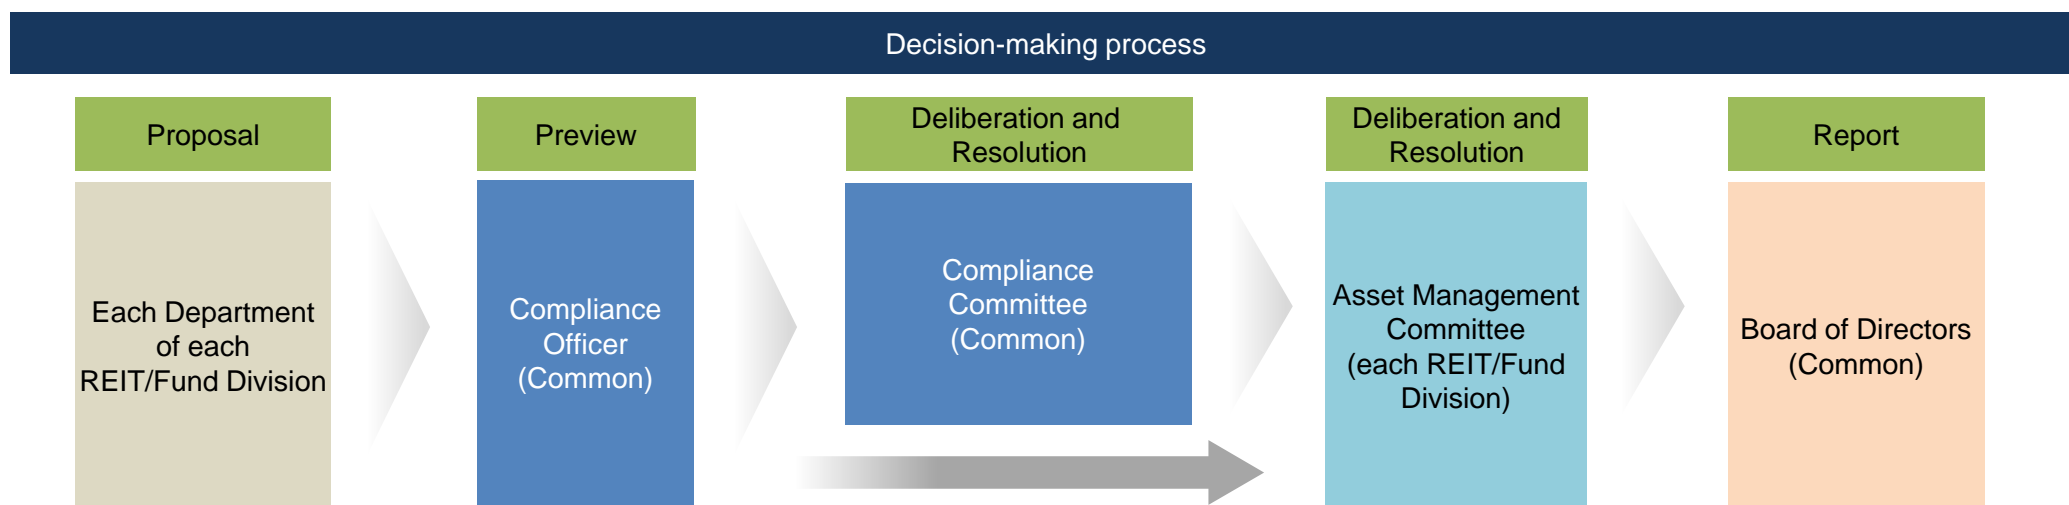 Decision-making process
Proposal
Preview
Deliberation and
Resolution
Deliberation and
Resolution
Report
Each Department
of each
REIT/Fund Division
Compliance
Officer
(Common)
Compliance
Committee
(Common)
Asset Management
Committee
(each REIT/Fund
Division)
Board of Directors
(Common)